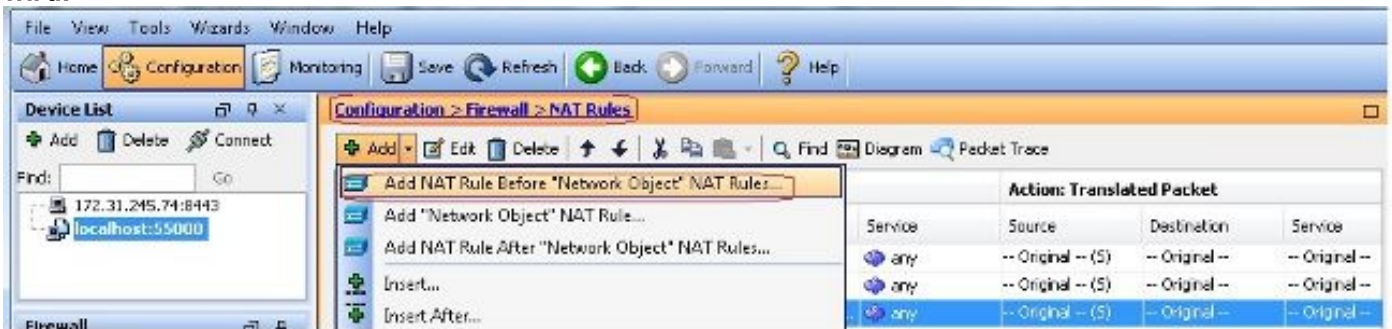 File View Tools Wizards Window Help
Home Configuration Monitoring Save Refresh Back Forward Help
Device List
Add Delete Connect
Find: Go
172.31.245.74:8443
localhost:55000
Firewall
Configuration > Firewall > NAT Rules
Add Edit Delete Find Diagram Packet Trace
Add NAT Rule Before "Network Object" NAT Rules...
Add "Network Object" NAT Rule...
Add NAT Rule After "Network Object" NAT Rules...
Insert...
Insert After...
Action: Translated Packet
Service Source Destination Service
any -- Original -- (S) -- Original -- -- Original --
any -- Original -- (S) -- Original -- -- Original --
any -- Original -- (S) -- Original -- -- Original --